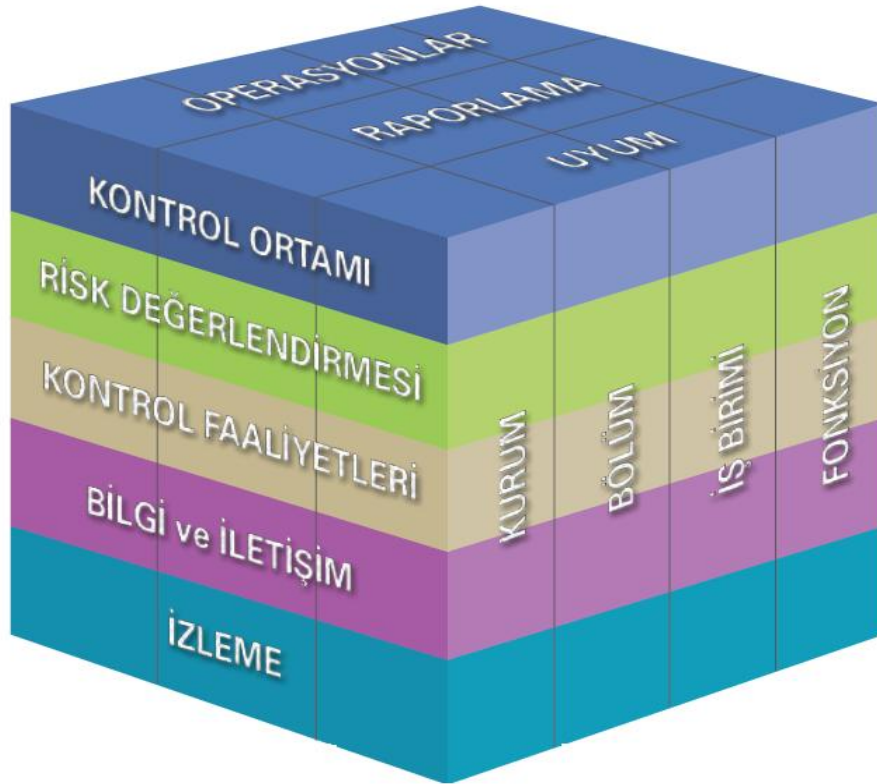 OPERASYONLAR
RAPORLAMA
UYUM
KONTROL ORTAMI
RİSK DEĞERLENDİRMESİ
KONTROL FAALİYETLERİ
BİLGİ ve İLETİŞİM
İZLEME
KURUM
BÖLÜM
İŞ BİRİMİ
FONKSİYON